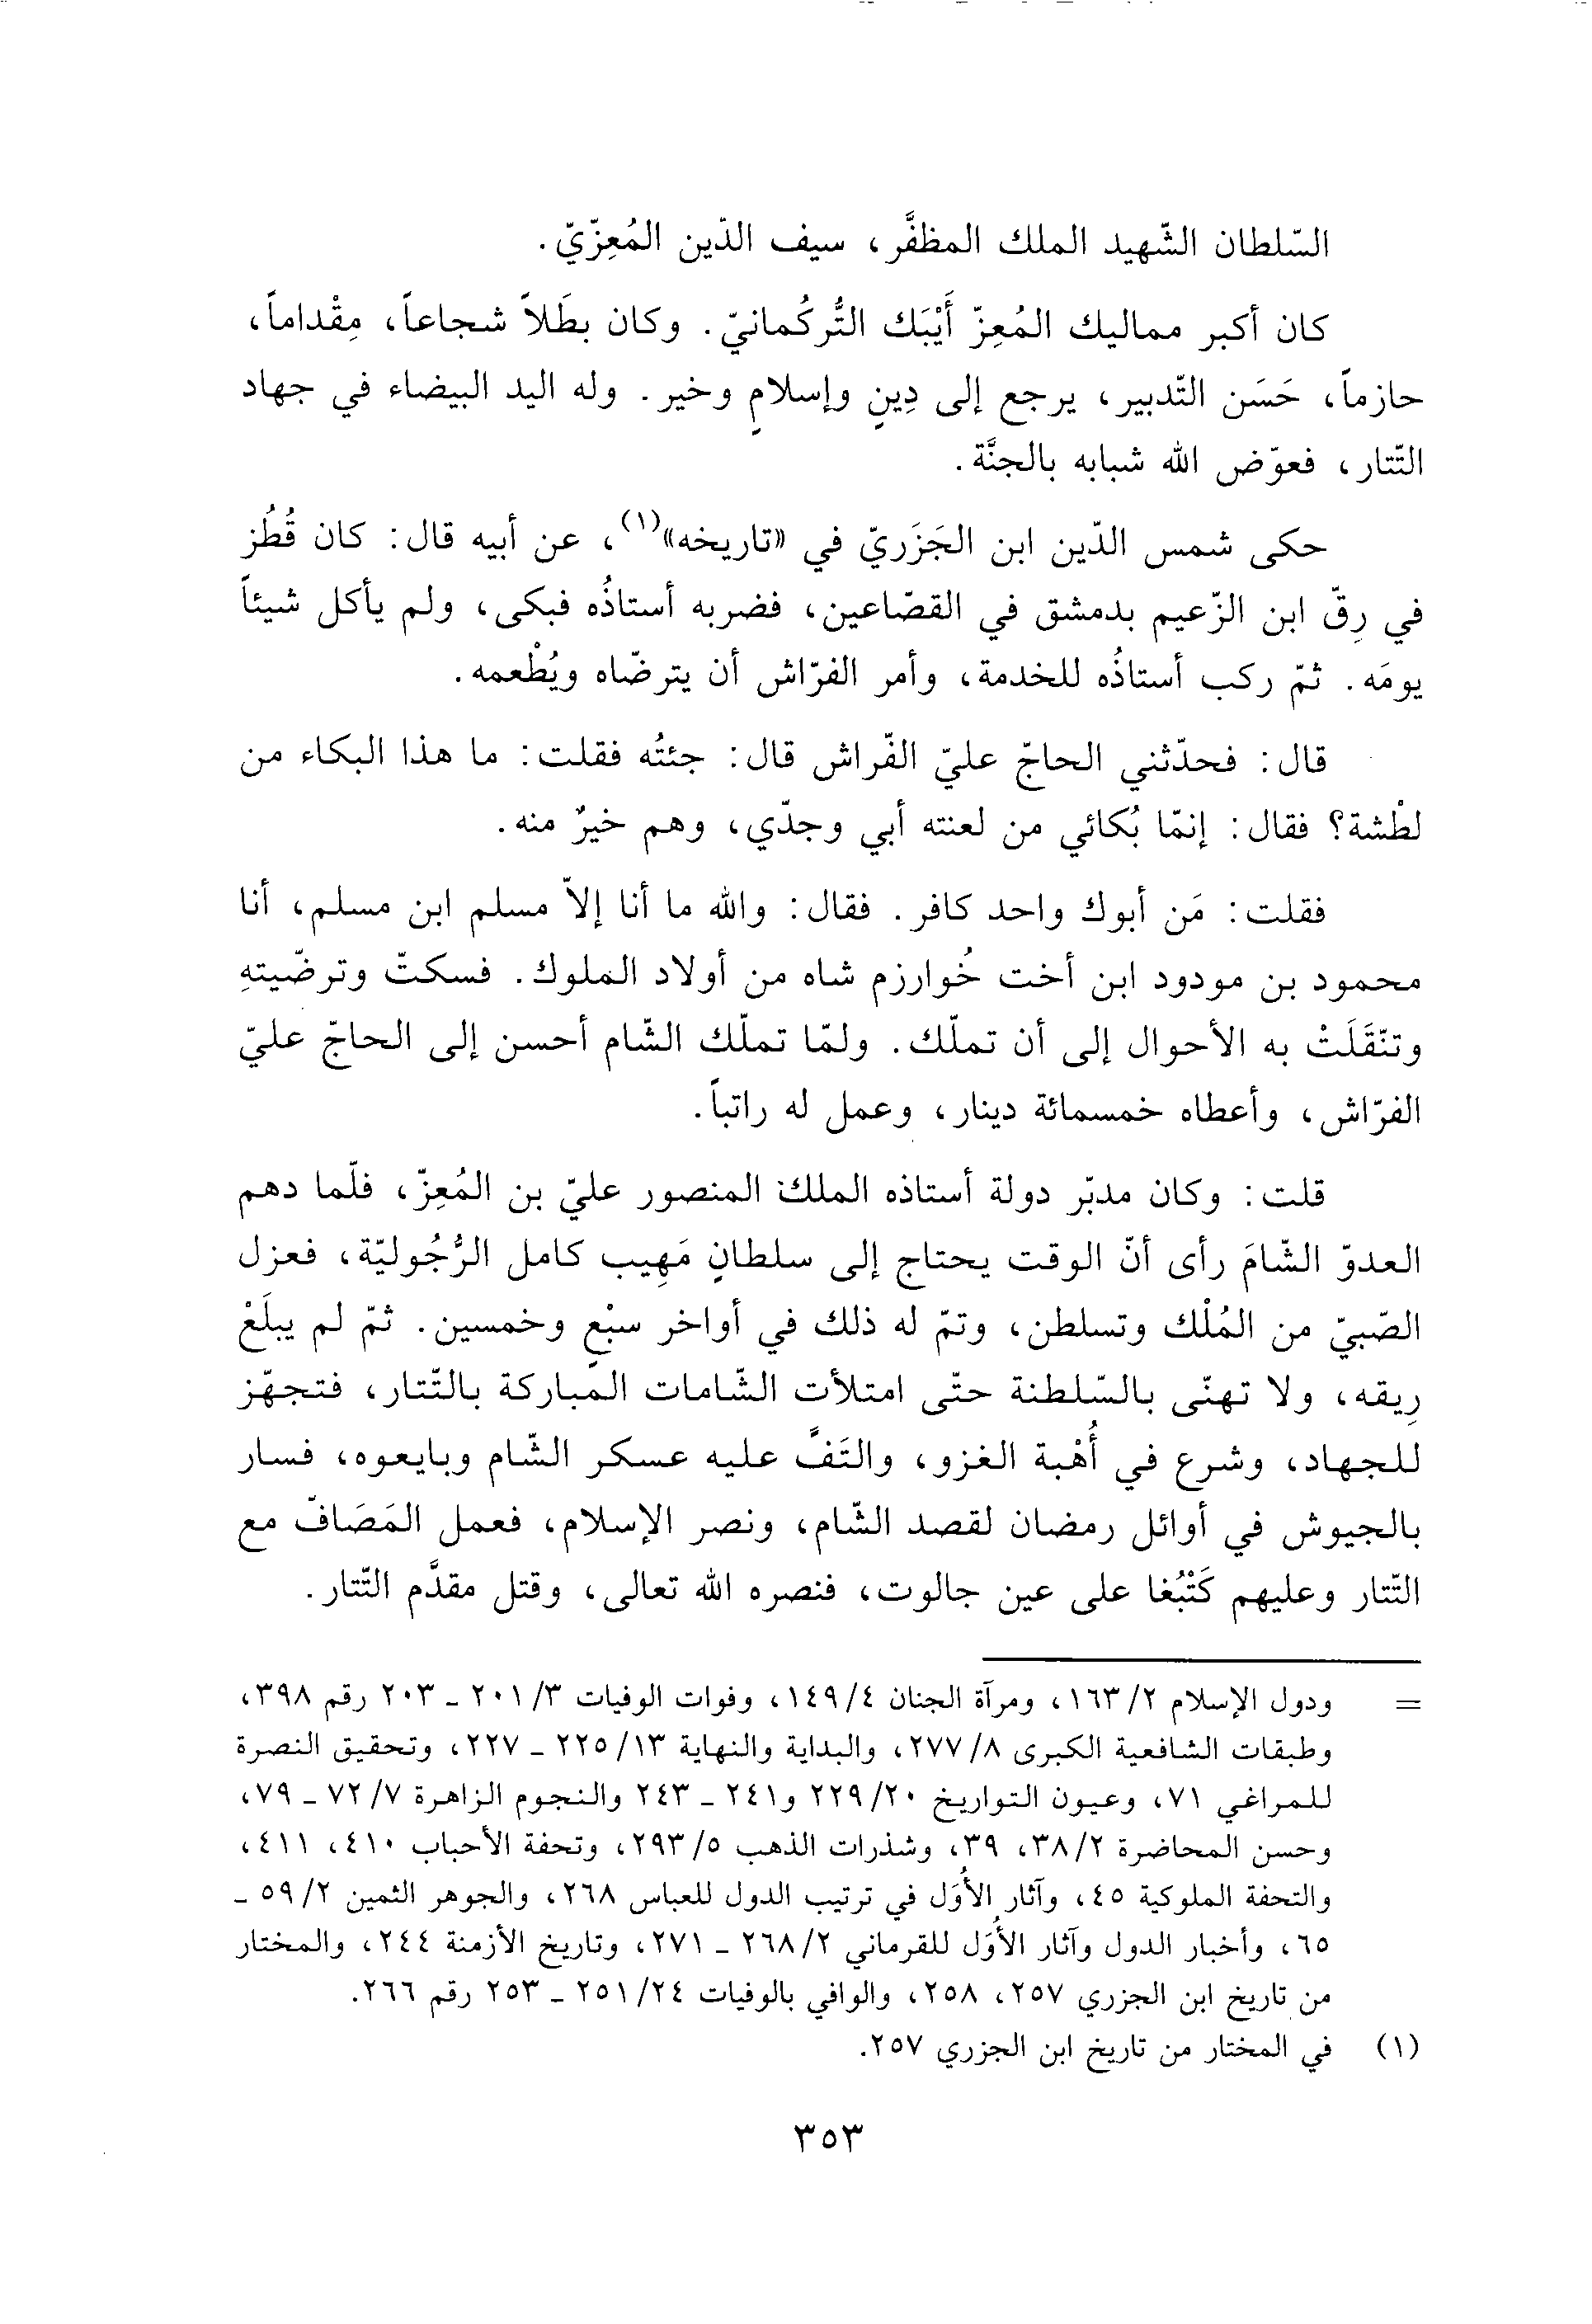 السّلطان الشّهيد الملك المظفَّر، سيف الدّين المُعِزّيّ.
كان أكبر مماليك المُعِزّ أَيْبَك التُّركُمانيّ. وكان بطَلاً شجاعاً، مِقْداماً،
حازماً، حَسَن التّدبير، يرجع إلى دِينٍ وإسلامٍ وخير. وله اليد البيضاء في جهاد
التّتار، فعوّض الله شبابه بالجنَّة.
حكى شمس الدّين ابن الجَزَريّ في «تاريخه»(١)، عن أبيه قال: كان قُطُز
في رِقّ ابن الزّعيم بدمشق في القصّاعين، فضربه أستاذُه فبكى، ولم يأكل شيئاً
يومَه. ثمّ ركب أستاذُه للخدمة، وأمر الفرّاش أن يترضّاه ويُطْعمه.
قال: فحدّثني الحاجّ عليّ الفّراش قال: جئتُه فقلت: ما هذا البكاء من
لطْشة؟ فقال: إنمّا بُكائي من لعنته أبي وجدّي، وهم خيرٌ منه.
فقلت: مَن أبوك واحد كافر. فقال: والله ما أنا إلاّ مسلم ابن مسلم، أنا
محمود بن مودود ابن أخت خُوارزم شاه من أولاد الملوك. فسكتّ وترضّيتهِ
وتنّقَلَتْ به الأحوال إلى أن تملّك. ولمّا تملّك الشّام أحسن إلى الحاجّ عليّ
الفرّاش، وأعطاه خمسمائة دينار، وعمل له راتباً.
قلت: وكان مدبّر دولة أستاذه الملك المنصور عليّ بن المُعِزّ، فلّما دهم
العدوّ الشّامَ رأى أنّ الوقت يحتاج إلى سلطانٍ مَهِيب كامل الرُّجُوليّة، فعزل
الصّبيّ من المُلْك وتسلطن، وتمّ له ذلك في أواخر سبْعٍ وخمسين. ثمّ لم يبلَعْ
رِيقه، ولا تهنّى بالسّلطنة حتّى امتلأت الشّامات المباركة بالتّتار، فتجهّز
للجهاد، وشرع في أُهْبة الغزو، والتَفَّ عليه عسكر الشّام وبايعوه، فسار
بالجيوش في أوائل رمضان لقصد الشّام، ونصر الإسلام، فعمل المَصَافّ مع
التّتار وعليهم كَتْبُغا على عين جالوت، فنصره الله تعالى، وقتل مقدَّم التّتار.
= ودول الإسلام ٢/ ١٦٣، ومرآة الجنان ٤/ ١٤٩، وفوات الوفيات ٣/ ٢٠١ ـ ٢٠٣ رقم ٣٩٨،
وطبقات الشافعية الكبرى ٨/ ٢٧٧، والبداية والنهاية ١٣/ ٢٢٥ ـ ٢٢٧، وتحقيق النصرة
للمراغي ٧١، وعيون التواريخ ٢٠/ ٢٢٩ و٢٤١ ـ ٢٤٣ والنجوم الزاهرة ٧/ ٧٢ ـ ٧٩،
وحسن المحاضرة ٢/ ٣٨، ٣٩، وشذرات الذهب ٥/ ٢٩٣، وتحفة الأحباب ٤١٠، ٤١١،
والتحفة الملوكية ٤٥، وآثار الأُوَل في ترتيب الدول للعباس ٢٦٨، والجوهر الثمين ٢/ ٥٩ ـ
٦٥، وأخبار الدول وآثار الأُوَل للقرماني ٢/ ٢٦٨ ـ ٢٧١، وتاريخ الأزمنة ٢٤٤، والمختار
من تاريخ ابن الجزري ٢٥٧، ٢٥٨، والوافي بالوفيات ٢٤/ ٢٥١ ـ ٢٥٣ رقم ٢٦٦.
(١) في المختار من تاريخ ابن الجزري ٢٥٧.
٣٥٣